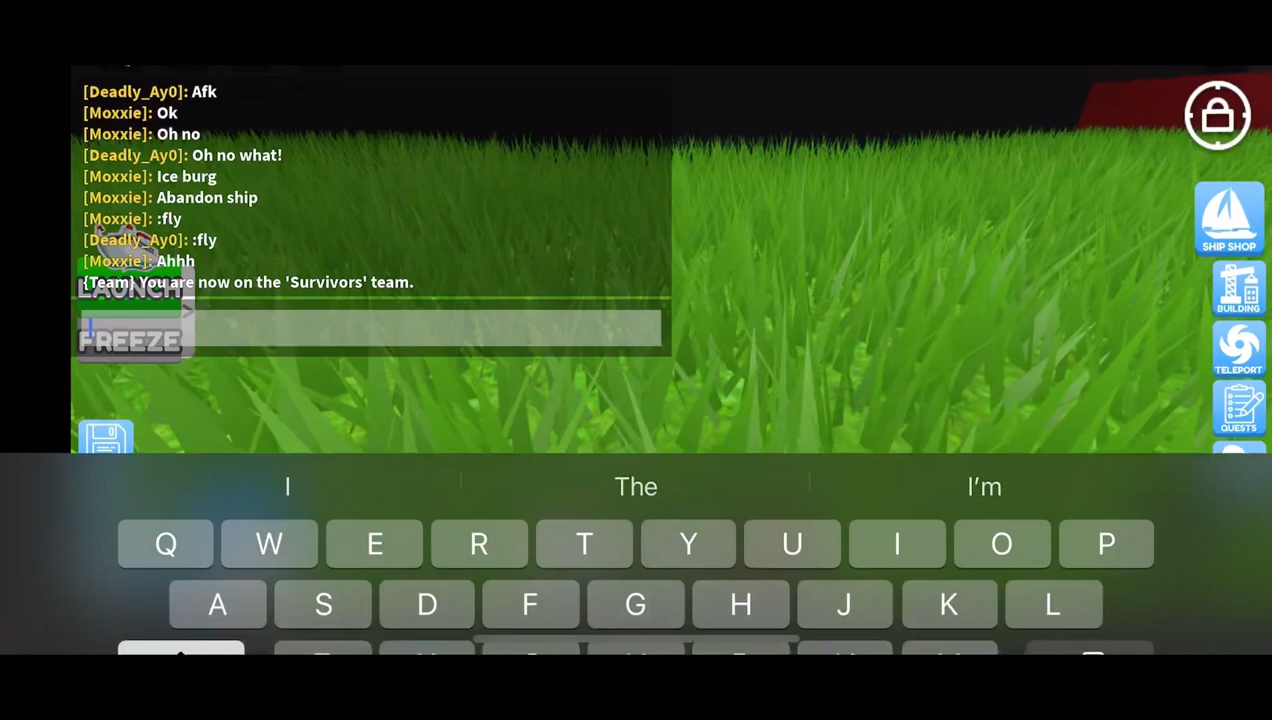 [Deadly_Ay0]: Afk
[Moxxie]: Ok
[Moxxie]: Oh no
[Deadly_Ay0]: Oh no what!
[Moxxie]: Ice burg
[Moxxie]: Abandon ship
[Moxxie]: :fly
[Deadly_Ay0]: :fly
[Moxxie]: Ahhh
{Team} You are now on the 'Survivors' team.
LAUNCH
>
FREEZE
SHIP SHOP
BUILDING
TELEPORT
QUESTS
I The I'm
Q W E R T Y U I O P
A S D F G H J K L